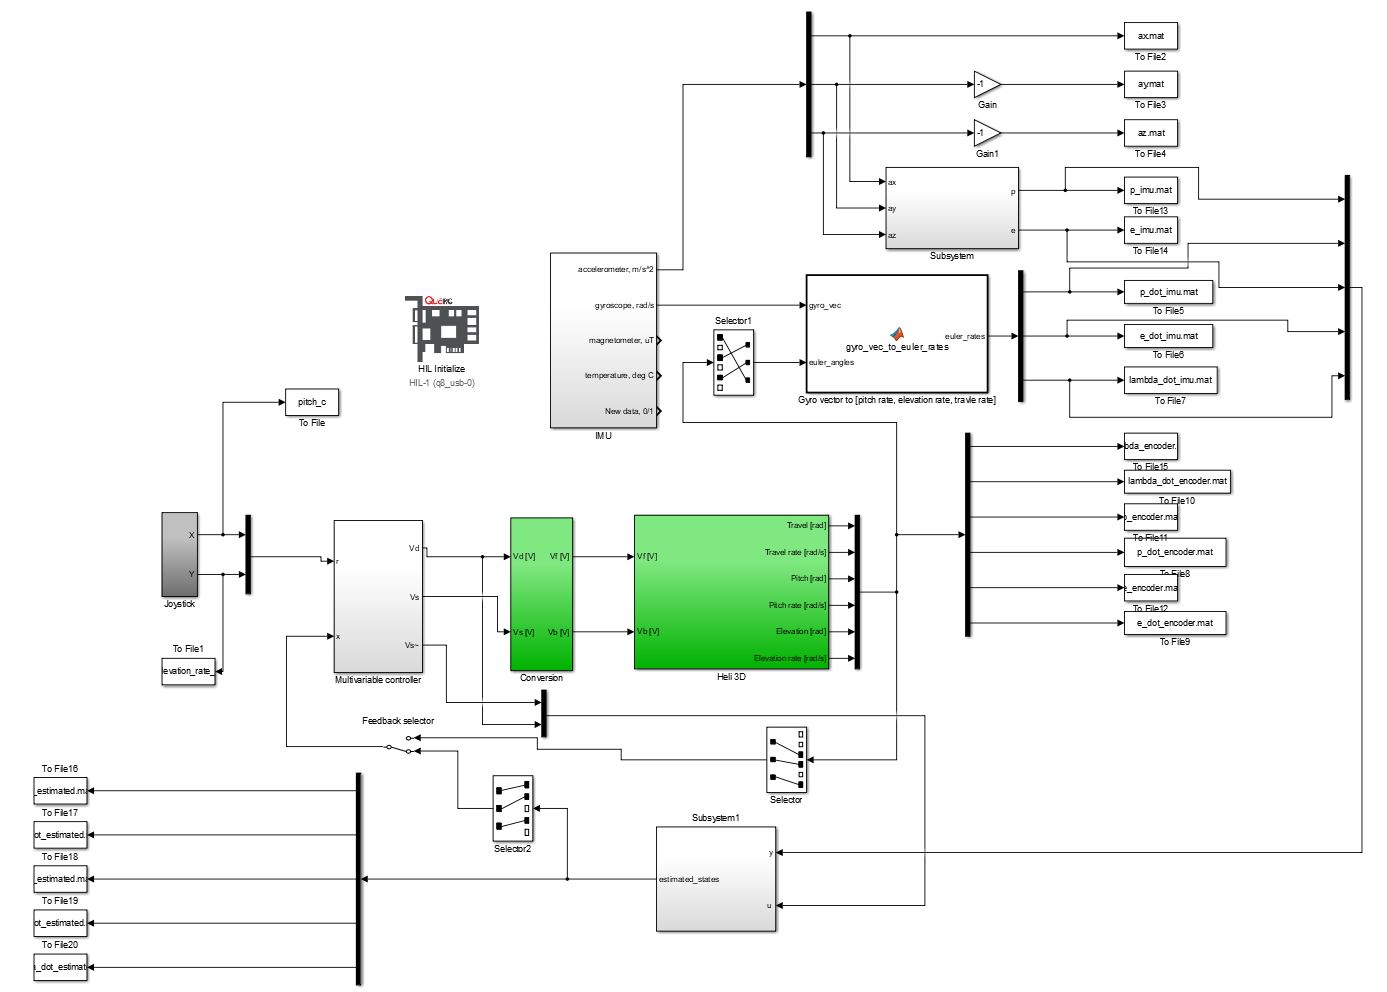 ax.mat
To File2
-1
Gain
ay.mat
To File3
-1
Gain1
az.mat
To File4
ax
ay
az
p
e
Subsystem
p_imu.mat
To File13
e_imu.mat
To File14
accelerometer, m/s^2
gyroscope, rad/s
magnetometer, uT
temperature, deg C
New data, 0/1
IMU
QuaRC
HIL Initialize
HIL-1 (q8_usb-0)
Selector1
gyro_vec
euler_angles
gyro_vec_to_euler_rates
euler_rates
Gyro vector to [pitch rate, elevation rate, travle rate]
p_dot_imu.mat
To File5
e_dot_imu.mat
To File6
lambda_dot_imu.mat
To File7
pitch_c
To File
bda_encoder.
To File15
lambda_dot_encoder.mat
To File10
_encoder.ma
To File11
p_dot_encoder.mat
To File8
_encoder.ma
To File12
e_dot_encoder.mat
To File9
X
Y
Joystick
To File1
evation_rate_
r
x
Vd
Vs
Vs~
Multivariable controller
Vd [V]
Vs [V]
Vf [V]
Vb [V]
Conversion
Vf [V]
Vb [V]
Travel [rad]
Travel rate [rad/s]
Pitch [rad]
Pitch rate [rad/s]
Elevation [rad]
Elevation rate [rad/s]
Heli 3D
Feedback selector
Selector
Selector2
Subsystem1
estimated_states
y
u
To File16
_estimated.m
To File17
ot_estimated.
To File18
_estimated.m
To File19
ot_estimated.
To File20
_dot_estimat